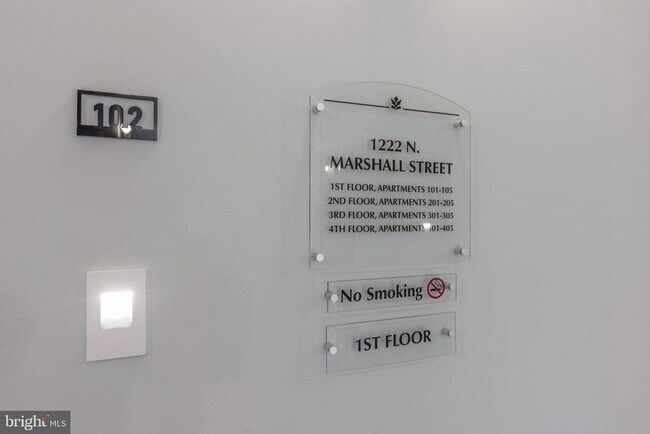 102
1222 N.
MARSHALL STREET
1ST FLOOR, APARTMENTS 101-105
2ND FLOOR, APARTMENTS 201-205
3RD FLOOR, APARTMENTS 301-305
4TH FLOOR, APARTMENTS 401-405
No Smoking
1ST FLOOR
bright MLS